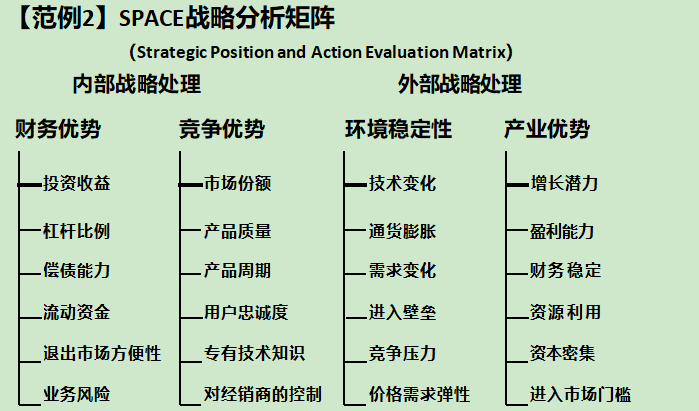 【范例2】SPACE战略分析矩阵
（Strategic Position and Action Evaluation Matrix）
内部战略处理 外部战略处理
财务优势 竞争优势 环境稳定性 产业优势
投资收益 市场份额 技术变化 增长潜力
杠杆比例 产品质量 通货膨胀 盈利能力
偿债能力 产品周期 需求变化 财务稳定
流动资金 用户忠诚度 进入壁垒 资源利用
退出市场方便性 专有技术知识 竞争压力 资本密集
业务风险 对经销商的控制 价格需求弹性 进入市场门槛